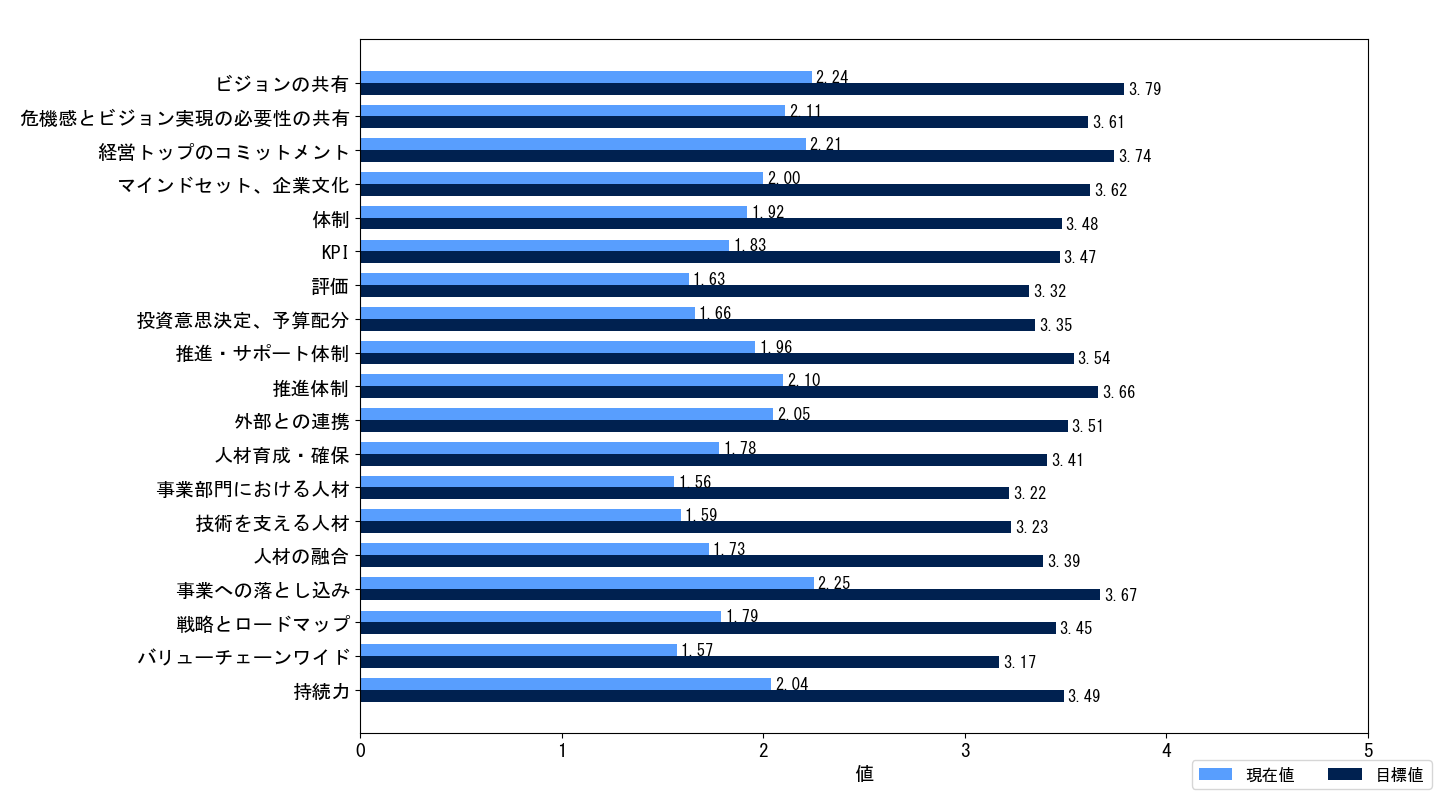 ビジョンの共有 2.24 3.79
危機感とビジョン実現の必要性の共有 2.11 3.61
経営トップのコミットメント 2.21 3.74
マインドセット、企業文化 2.00 3.62
体制 1.92 3.48
KPI 1.83 3.47
評価 1.63 3.32
投資意思決定、予算配分 1.66 3.35
推進・サポート体制 1.96 3.54
推進体制 2.10 3.66
外部との連携 2.05 3.51
人材育成・確保 1.78 3.41
事業部門における人材 1.56 3.22
技術を支える人材 1.59 3.23
人材の融合 1.73 3.39
事業への落とし込み 2.25 3.67
戦略とロードマップ 1.79 3.45
バリューチェーンワイド 1.57 3.17
持続力 2.04 3.49
0 1 2 3 4 5
値
現在値 目標値